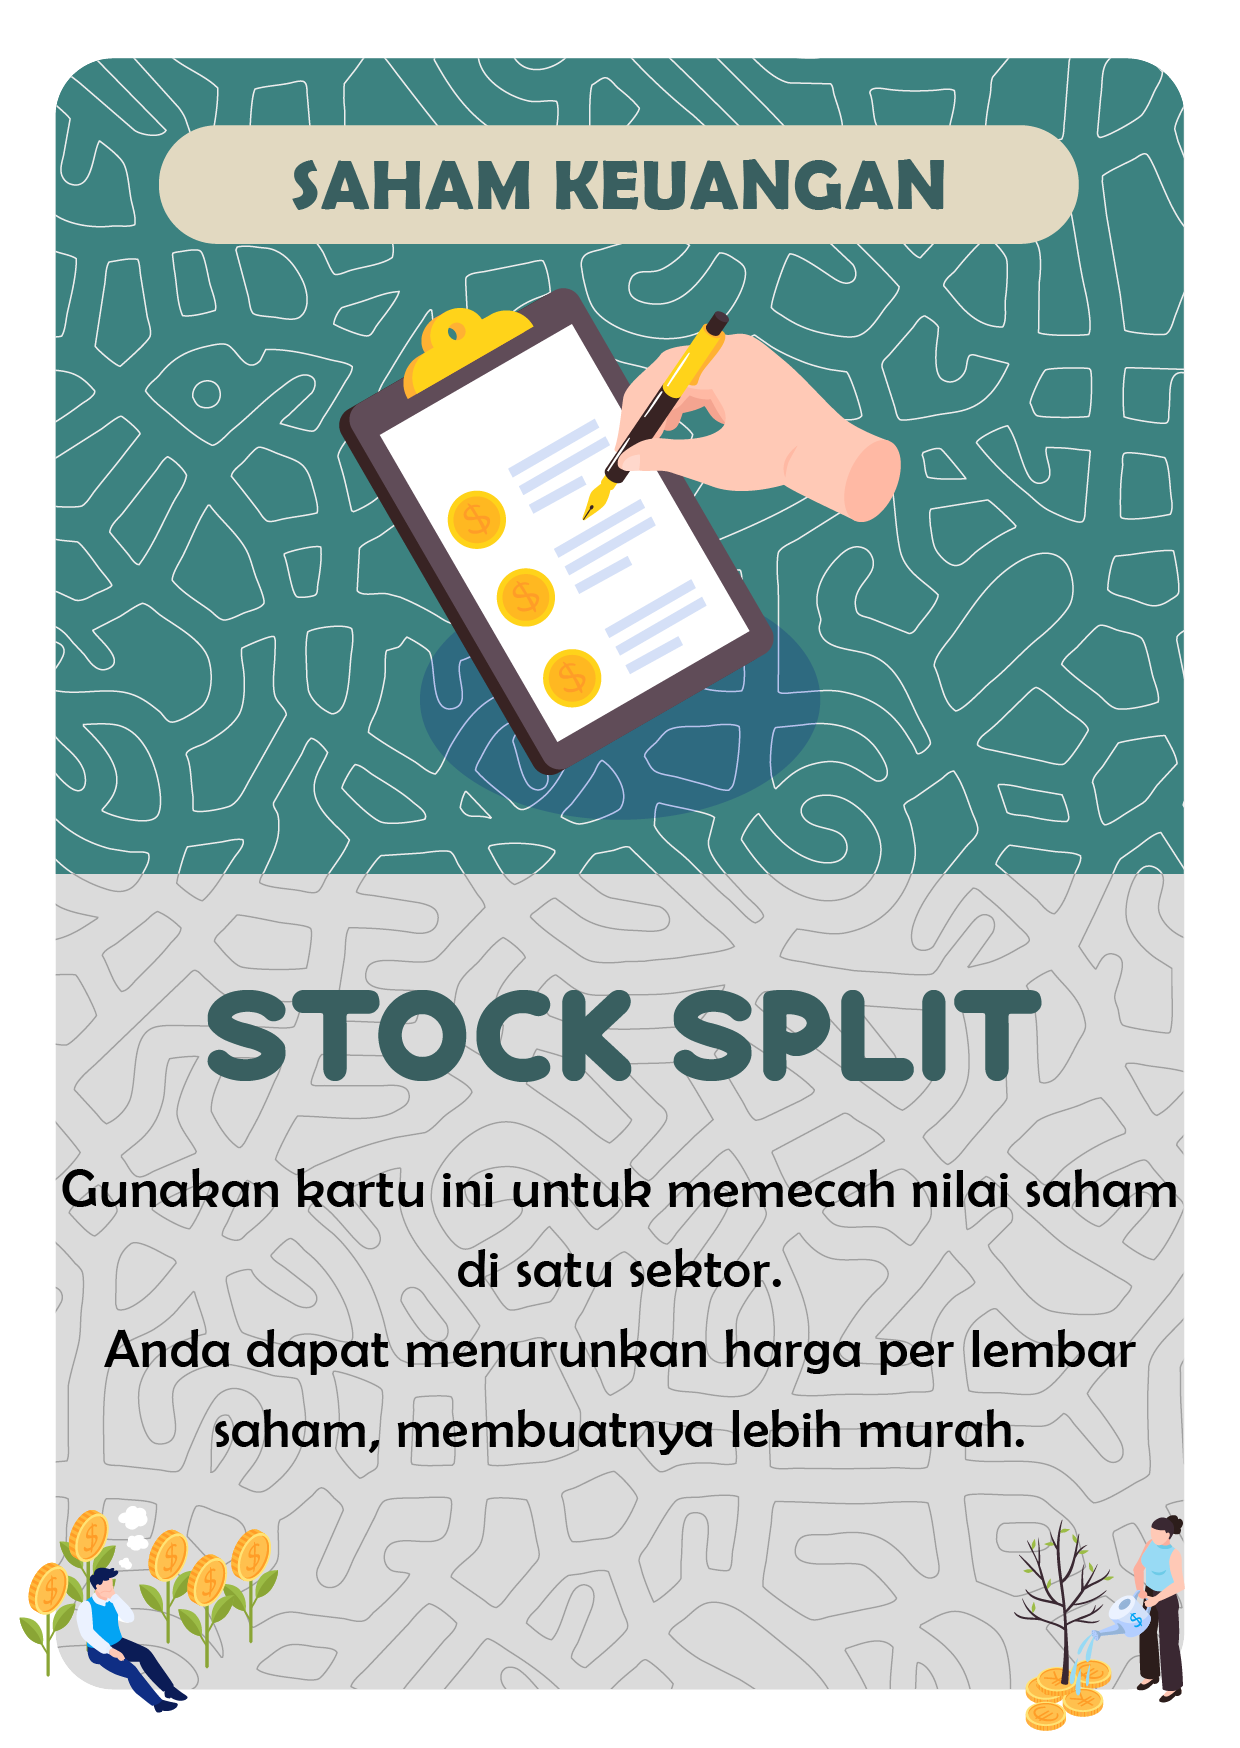 SAHAM KEUANGAN
STOCK SPLIT
Gunakan kartu ini untuk memecah nilai saham
di satu sektor.
Anda dapat menurunkan harga per lembar
saham, membuatnya lebih murah.